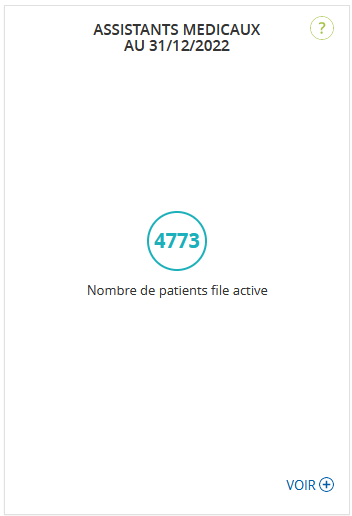 ASSISTANTS MEDICAUX
AU 31/12/2022
?
4773
Nombre de patients file active
VOIR